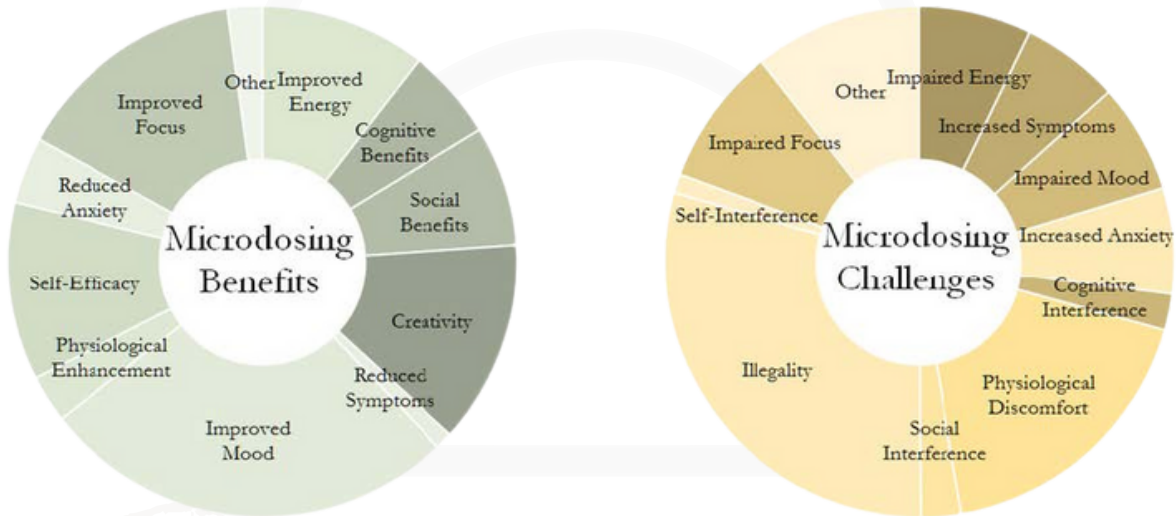 Other
Improved
Energy
Cognitive
Benefits
Social
Benefits
Creativity
Reduced
Symptoms
Improved
Mood
Physiological
Enhancement
Self-Efficacy
Reduced
Anxiety
Improved
Focus
Microdosing
Benefits
Other
Impaired Energy
Increased Symptoms
Impaired Mood
Increased Anxiety
Cognitive
Interference
Physiological
Discomfort
Social
Interference
Illegality
Self-Interference
Impaired Focus
Microdosing
Challenges